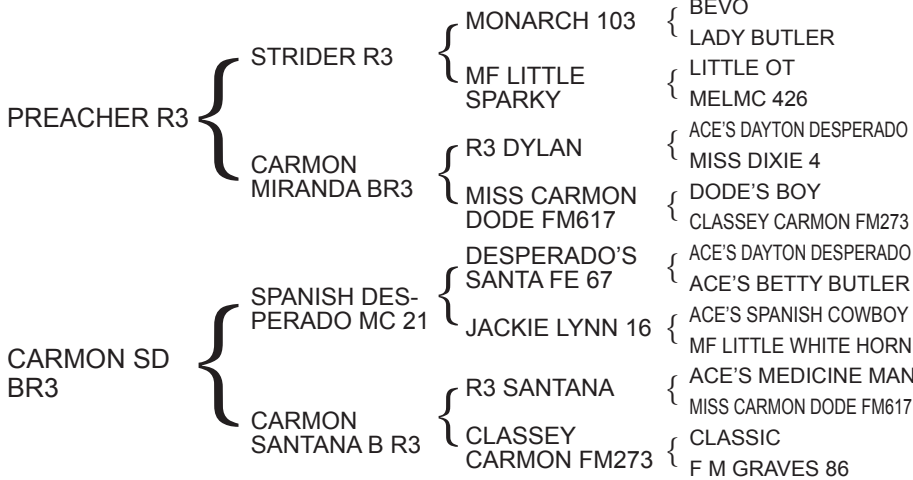 PREACHER R3
STRIDER R3
MONARCH 103
BEVO
LADY BUTLER
MF LITTLE
SPARKY
LITTLE OT
MELMC 426
CARMON
MIRANDA BR3
R3 DYLAN
ACE'S DAYTON DESPERADO
MISS DIXIE 4
MISS CARMON
DODE FM617
DODE'S BOY
CLASSEY CARMON FM273
CARMON SD
BR3
SPANISH DES-
PERADO MC 21
DESPERADO'S
SANTA FE 67
ACE'S DAYTON DESPERADO
ACE'S BETTY BUTLER
JACKIE LYNN 16
ACE'S SPANISH COWBOY
MF LITTLE WHITE HORN
CARMON
SANTANA B R3
R3 SANTANA
ACE'S MEDICINE MAN
MISS CARMON DODE FM617
CLASSEY
CARMON FM273
CLASSIC
F M GRAVES 86